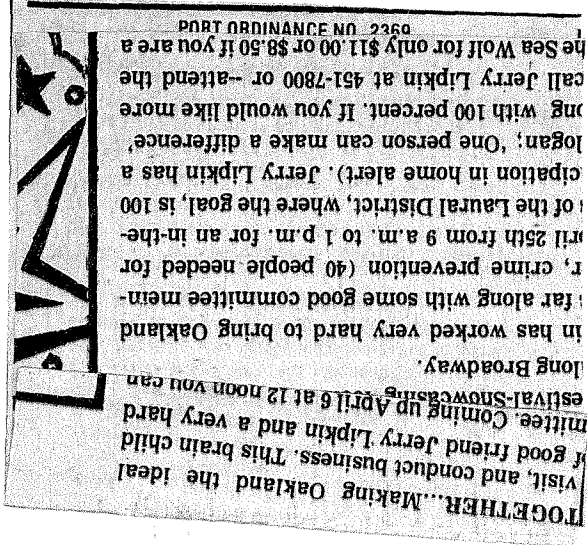 TOGETHER...Making Oakland the ideal
visit, and conduct business. This brain child
f good friend Jerry Lipkin and a very hard
mittee. Coming up April 6 at 12 noon you can
estival-Snowcasing
long Broadway.
in has worked very hard to bring Oakland
far along with some good committee mem-
r, crime prevention (40 people needed for
ril 25th from 9 a.m. to 1 p.m. for an in-the-
of the Laural District, where the goal, is 100
cipation in home alert). Jerry Lipkin has a
logan; 'One person can make a difference'
ong with 100 percent. If you would like more
call Jerry Lipkin at 451-7800 or --attend the
he Sea Wolf for only $11.00 or $8.50 if you are a
PORT ORDINANCE NO. 2369